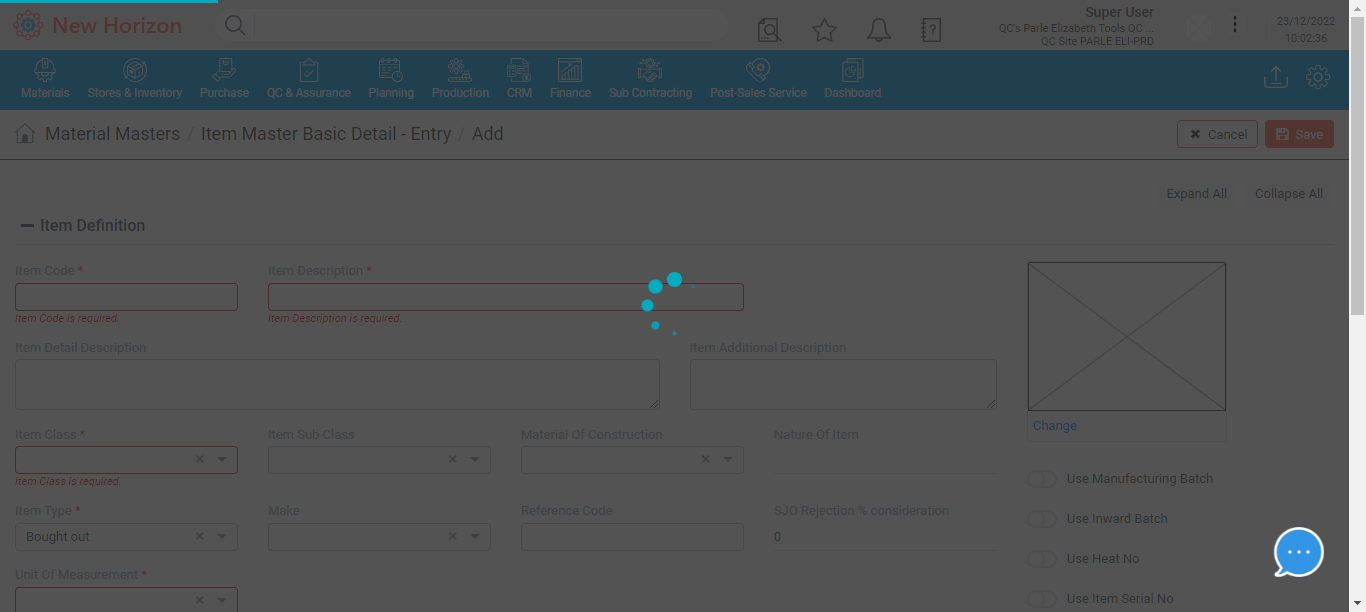 New Horizon
Super User
QC's Parle Elizabeth Tools QC ...
QC Site PARLE ELI-PRD
23/12/2022
10:02:36
Materials
Stores & Inventory
Purchase
QC & Assurance
Planning
Production
CRM
Finance
Sub Contracting
Post-Sales Service
Dashboard
Material Masters / Item Master Basic Detail - Entry / Add
Cancel
Save
Expand All
Collapse All
Item Definition
Item Code *
Item Description *
Item Code is required.
Item Description is required.
Item Detail Description
Item Additional Description
Change
Item Class *
Item Sub Class
Material Of Construction
Nature Of Item
Item Class is required.
Use Manufacturing Batch
Item Type *
Make
Reference Code
SJO Rejection % consideration
Use Inward Batch
Bought out
0
Use Heat No
Unit Of Measurement *
Use Item Serial No